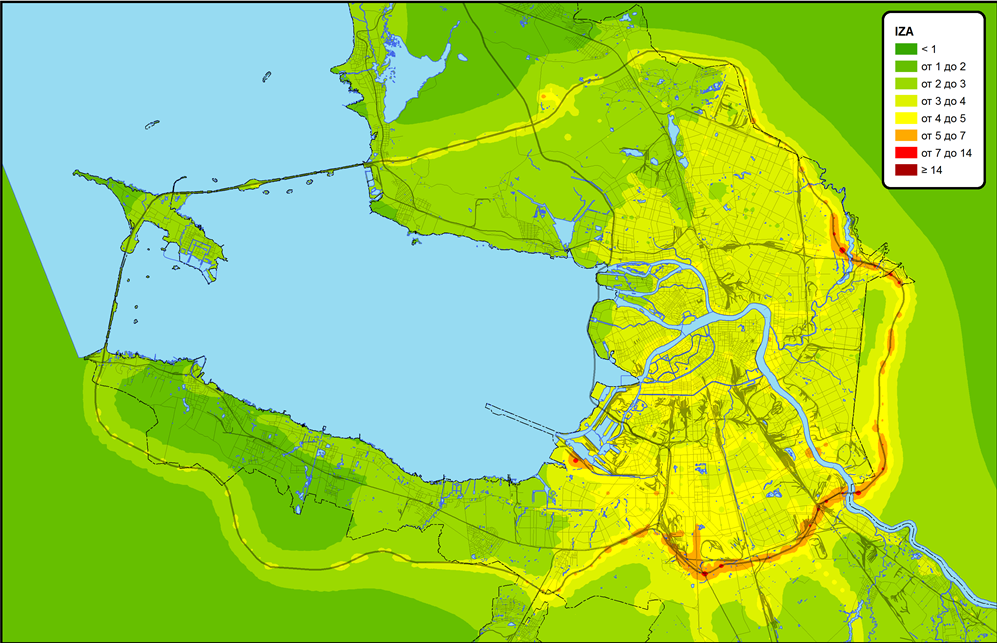 IZA
< 1
от 1 до 2
от 2 до 3
от 3 до 4
от 4 до 5
от 5 до 7
от 7 до 14
≥ 14